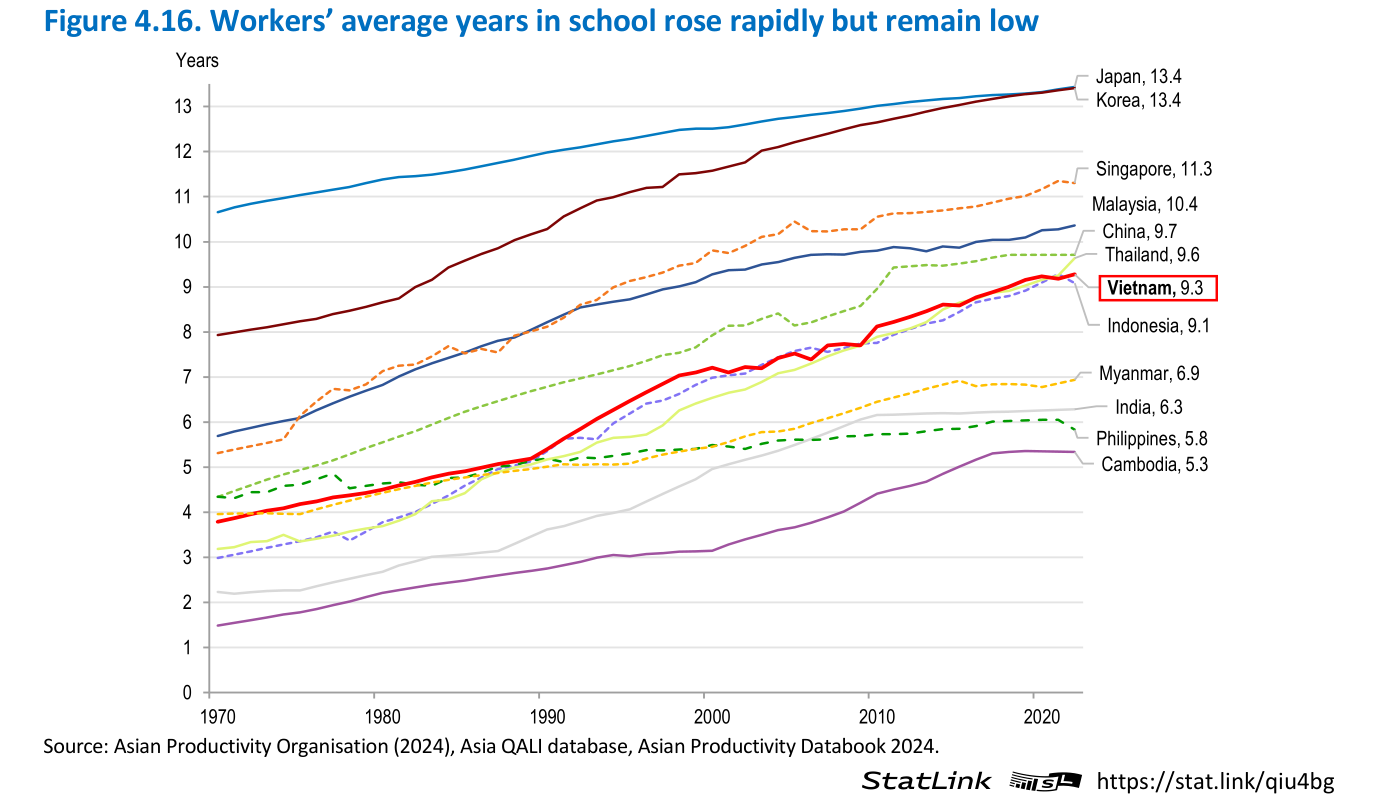 Figure 4.16. Workers’ average years in school rose rapidly but remain low
Years
13
12
11
10
9
8
7
6
5
4
3
2
1
0
1970 1980 1990 2000 2010 2020
Japan, 13.4
Korea, 13.4
Singapore, 11.3
Malaysia, 10.4
China, 9.7
Thailand, 9.6
Vietnam, 9.3
Indonesia, 9.1
Myanmar, 6.9
India, 6.3
Philippines, 5.8
Cambodia, 5.3
Source: Asian Productivity Organisation (2024), Asia QALI database, Asian Productivity Databook 2024.
StatLink SL https://stat.link/qiu4bg